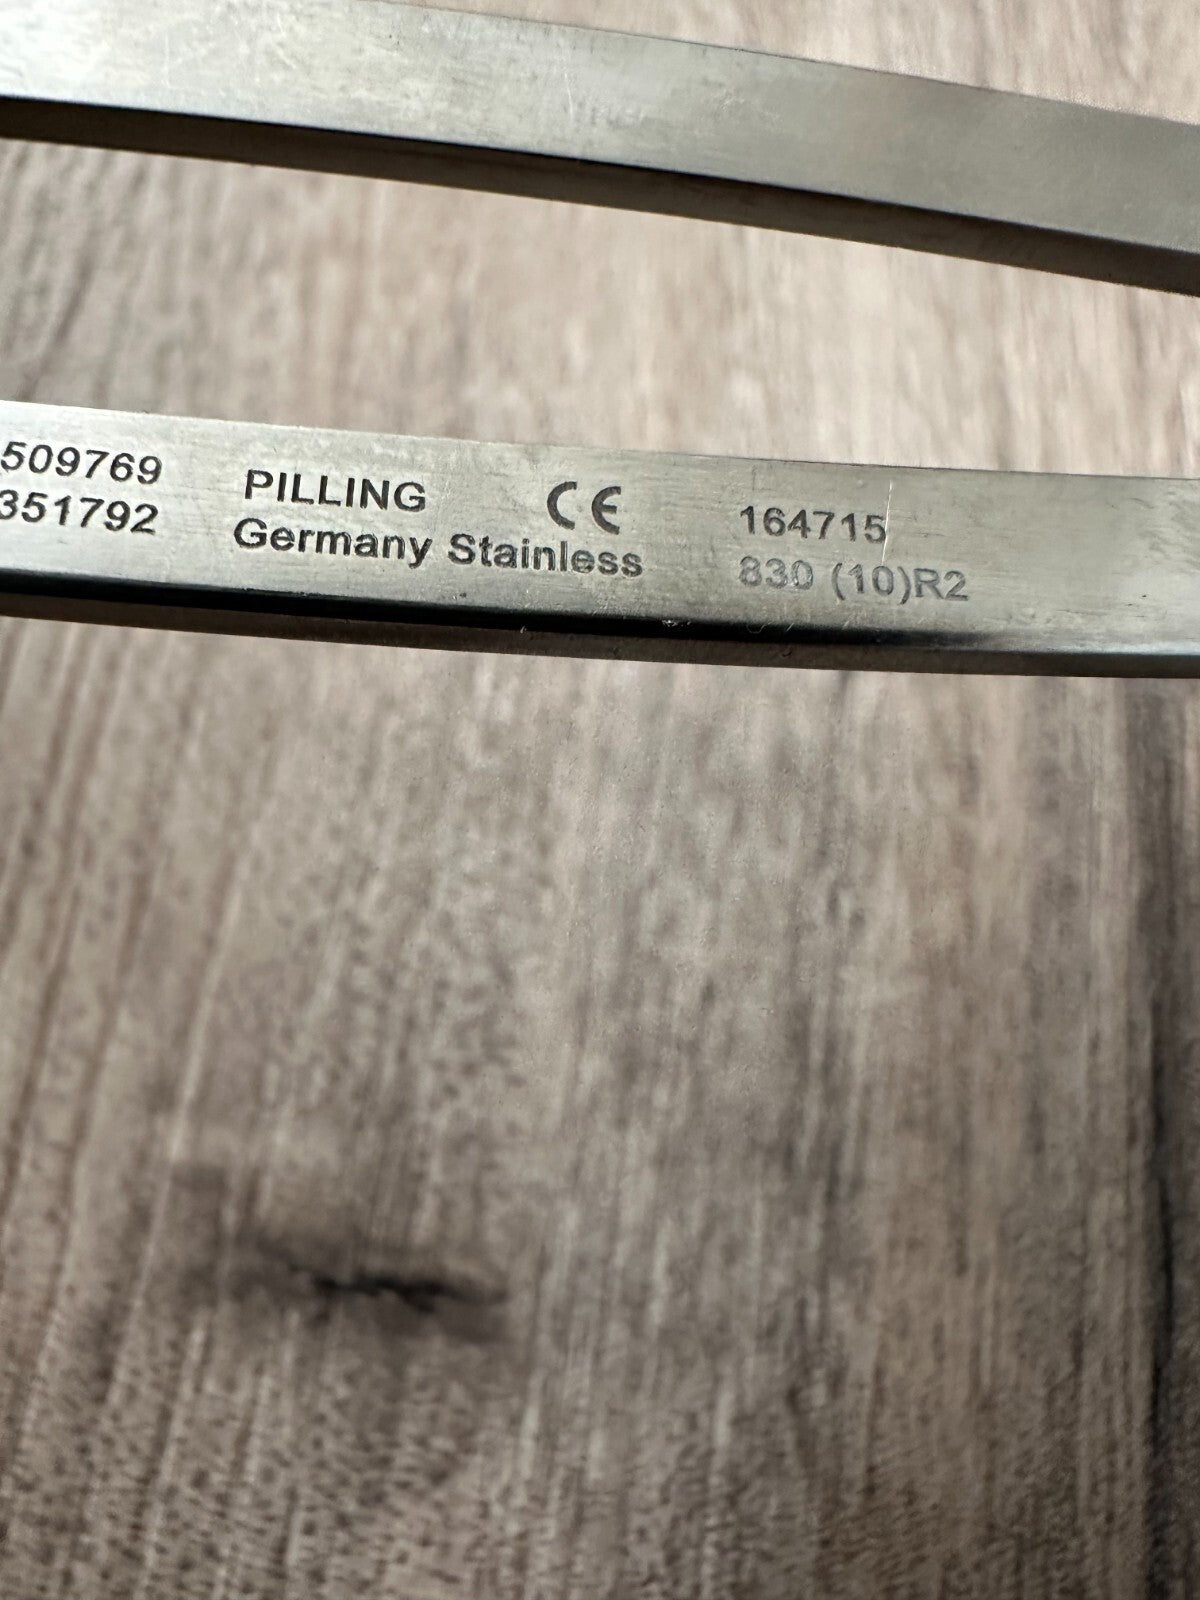 509769
351792
PILLING CE
Germany Stainless
164715
830 (10)R2